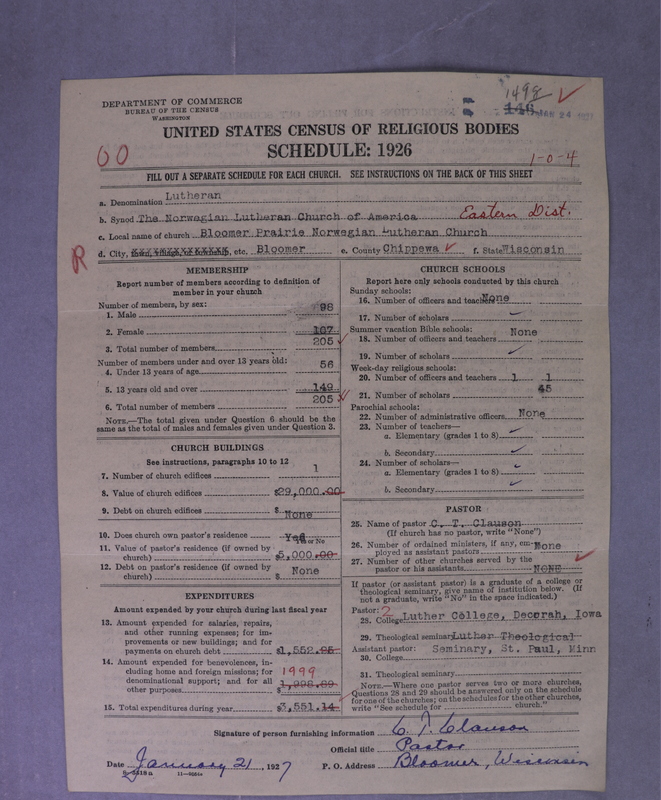 1498 ✓
146
DEPARTMENT OF COMMERCE
BUREAU OF THE CENSUS
WASHINGTON
UNITED STATES CENSUS OF RELIGIOUS BODIES
SCHEDULE: 1926
60
1-0-4
FILL OUT A SEPARATE SCHEDULE FOR EACH CHURCH. SEE INSTRUCTIONS ON THE BACK OF THIS SHEET
a. Denomination Lutheran
b. Synod The Norwegian Lutheran Church of America Eastern Dist.
c. Local name of church Bloomer Prairie Norwegian Lutheran Church
R d. City, town, village, or township, etc. Bloomer e. County Chippewa ✓ f. State Wisconsin
MEMBERSHIP
Report number of members according to definition of
member in your church
Number of members, by sex:
1. Male 98
2. Female 107
3. Total number of members 205 ✓
Number of members under and over 13 years old:
4. Under 13 years of age 56
5. 13 years old and over 149
6. Total number of members 205
NOTE.—The total given under Question 6 should be the
same as the total of males and females given under Question 3.
CHURCH BUILDINGS
See instructions, paragraphs 10 to 12
7. Number of church edifices 1
8. Value of church edifices $29,000.00
9. Debt on church edifices $ None
10. Does church own pastor's residence Yes
Yes or No
11. Value of pastor's residence (if owned by
church) $5,000.00
12. Debt on pastor's residence (if owned by
church) $ None
EXPENDITURES
Amount expended by your church during last fiscal year
13. Amount expended for salaries, repairs,
and other running expenses; for im-
provements or new buildings; and for
payments on church debt $1,552.25
14. Amount expended for benevolences, in-
cluding home and foreign missions; for
denominational support; and for all
other purposes $1,998.89
1999
15. Total expenditures during year $3,551.14
CHURCH SCHOOLS
Report here only schools conducted by this church
Sunday schools:
16. Number of officers and teachers None
17. Number of scholars ✓
Summer vacation Bible schools:
18. Number of officers and teachers None
19. Number of scholars ✓
Week-day religious schools:
20. Number of officers and teachers 1 1
21. Number of scholars 45
Parochial schools:
22. Number of administrative officers None
23. Number of teachers—
a. Elementary (grades 1 to 8) ✓
b. Secondary ✓
24. Number of scholars—
a. Elementary (grades 1 to 8) ✓
b. Secondary ✓
PASTOR
25. Name of pastor C. T. Clauson
(If church has no pastor, write "None")
26. Number of ordained ministers, if any, em-
ployed as assistant pastors None
27. Number of other churches served by the
pastor or his assistants NONE ✓
If pastor (or assistant pastor) is a graduate of a college or
theological seminary, give name of institution below. (If
not a graduate, write "No" in the space indicated.)
Pastor: 2
28. College Luther College, Decorah, Iowa
29. Theological seminary Luther Theological
Assistant pastor: Seminary, St. Paul, Minn
30. College
31. Theological seminary
NOTE.—Where one pastor serves two or more churches,
Questions 28 and 29 should be answered only on the schedule
for one of the churches; on the schedules for the other churches,
write "See schedule for church."
Signature of person furnishing information C. T. Clauson
Official title Pastor
Date January 21, 1927 P. O. Address Bloomer, Wisconsin